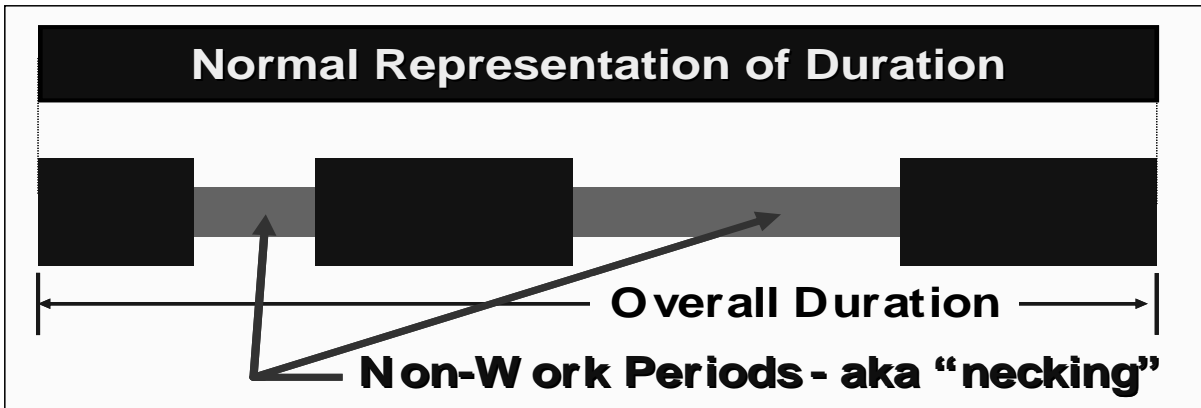 Normal Representation of Duration
Overall Duration
Non-Work Periods - aka “necking”